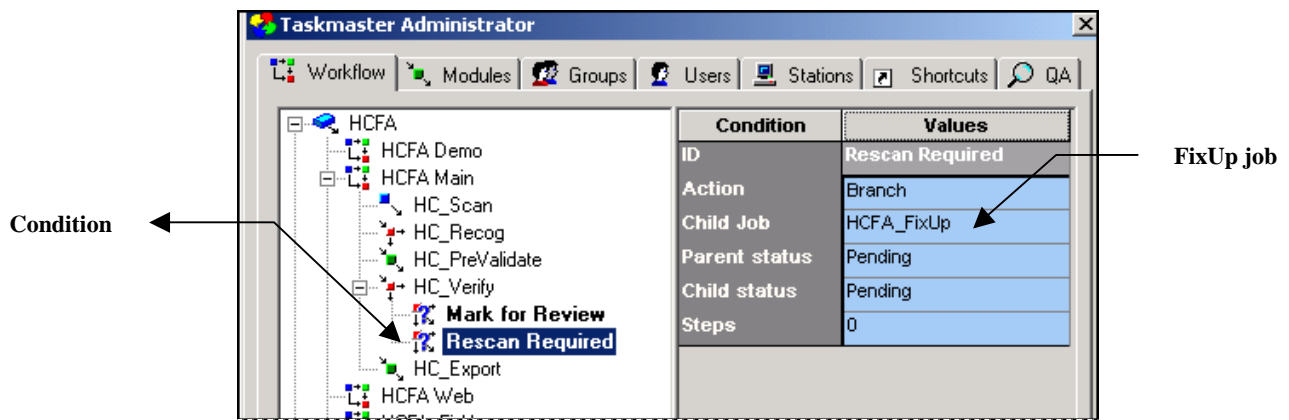 Taskmaster Administrator
Workflow Modules Groups Users Stations Shortcuts QA
HCFA
HCFA Demo
HCFA Main
HC_Scan
HC_Recog
HC_PreValidate
HC_Verify
Mark for Review
Rescan Required
HC_Export
HCFA Web
Condition Values
ID Rescan Required
Action Branch
Child Job HCFA_FixUp
Parent status Pending
Child status Pending
Steps 0
Condition
FixUp job